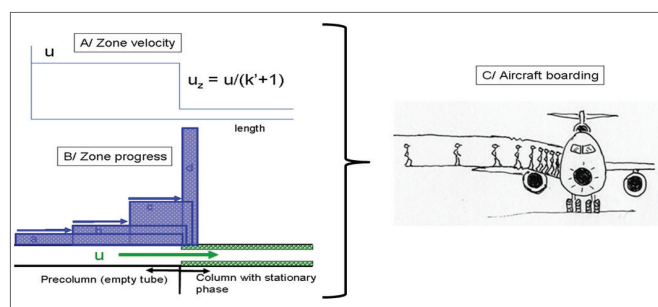 A/ Zone velocity
u
u_z = u/(k'+1)
length
B/ Zone progress
a
b
c
d
u
Precolumn (empty tube)
Column with stationary
phase
C/ Aircraft boarding